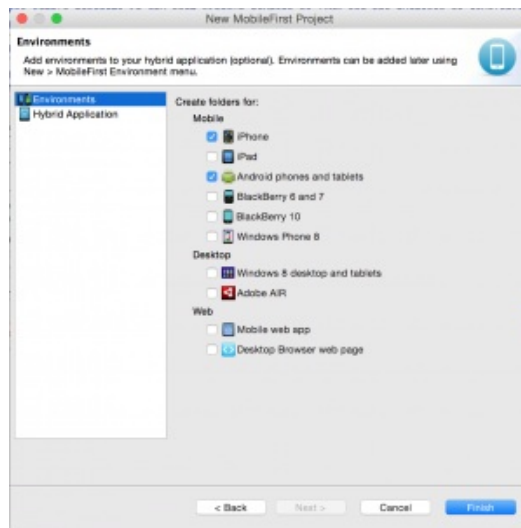 New MobileFirst Project
Environments
Add environments to your hybrid application (optional). Environments can be added later using
New > MobileFirst Environment menu.
Environments
Hybrid Application
Create folders for:
Mobile
iPhone
iPad
Android phones and tablets
BlackBerry 6 and 7
BlackBerry 10
Windows Phone 8
Desktop
Windows 8 desktop and tablets
Adobe AIR
Web
Mobile web app
Desktop Browser web page
< Back
Next >
Cancel
Finish